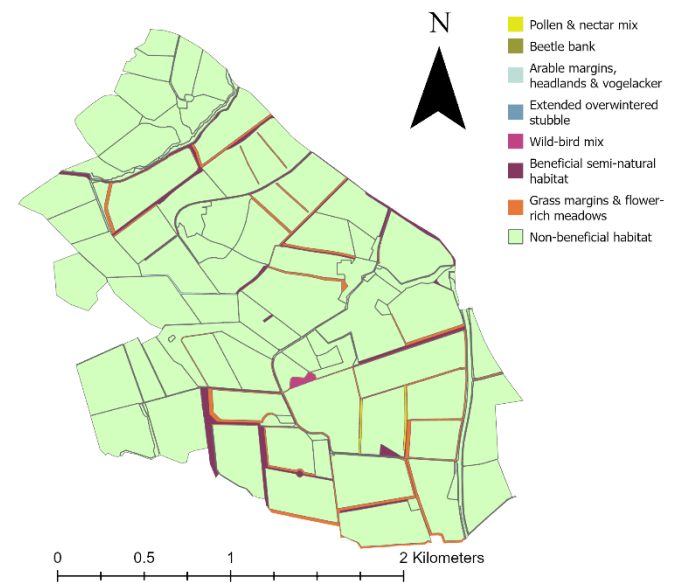 N
Pollen & nectar mix
Beetle bank
Arable margins,
headlands & vogelacker
Extended overwintered
stubble
Wild-bird mix
Beneficial semi-natural
habitat
Grass margins & flower-
rich meadows
Non-beneficial habitat
0 0.5 1 2 Kilometers